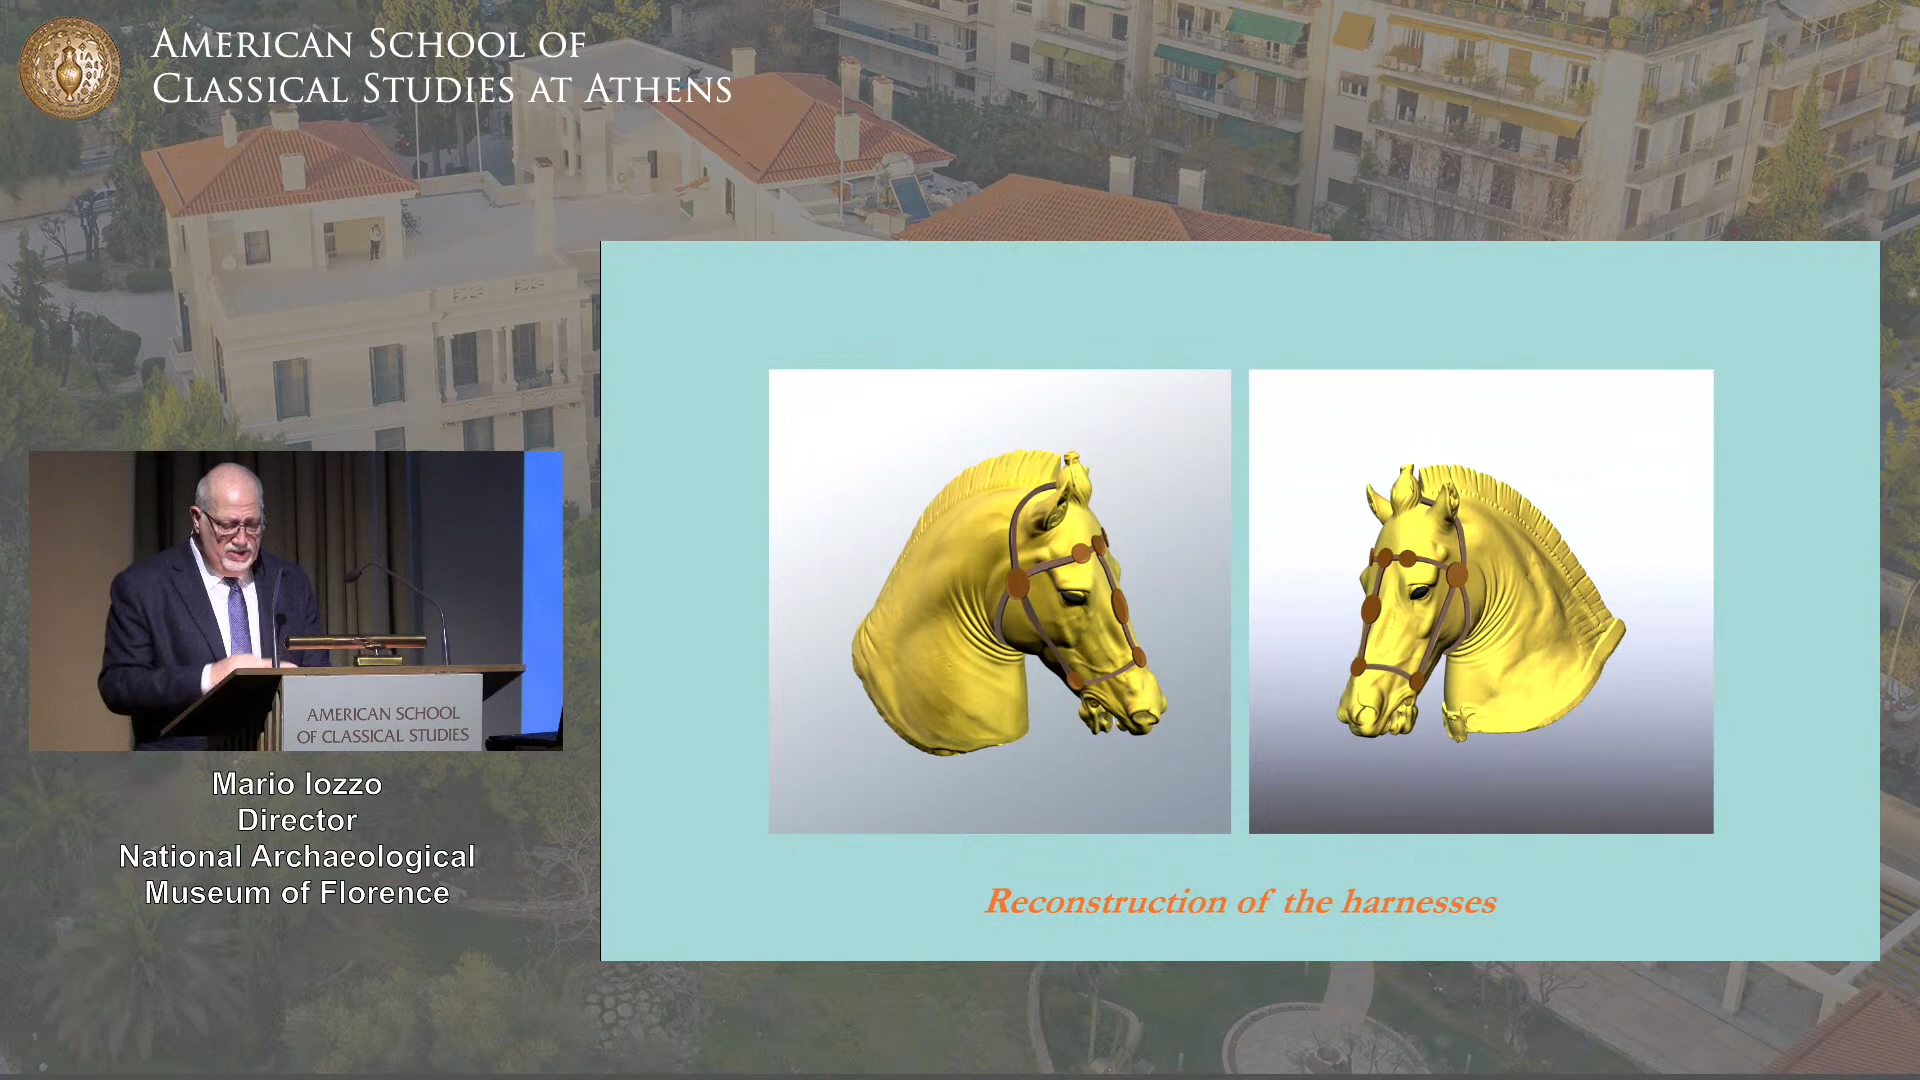 AMERICAN SCHOOL OF
CLASSICAL STUDIES AT ATHENS
AMERICAN SCHOOL
OF CLASSICAL STUDIES
Mario Iozzo
Director
National Archaeological
Museum of Florence
Reconstruction of the harnesses